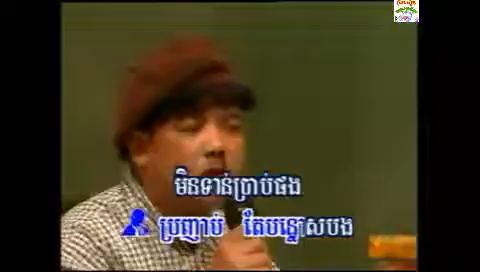 មិនទាន់ប្រាប់ផង
ប្រញាប់ តែបន្លោសបង